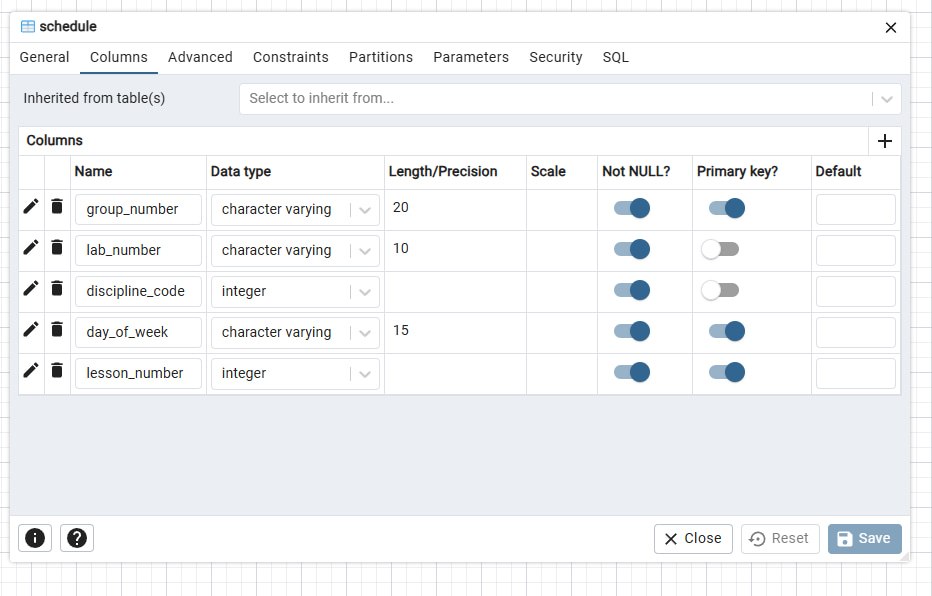 schedule
General Columns Advanced Constraints Partitions Parameters Security SQL
Inherited from table(s) Select to inherit from...
Columns
Name Data type Length/Precision Scale Not NULL? Primary key? Default
group_number character varying 20
lab_number character varying 10
discipline_code integer
day_of_week character varying 15
lesson_number integer
Close Reset Save